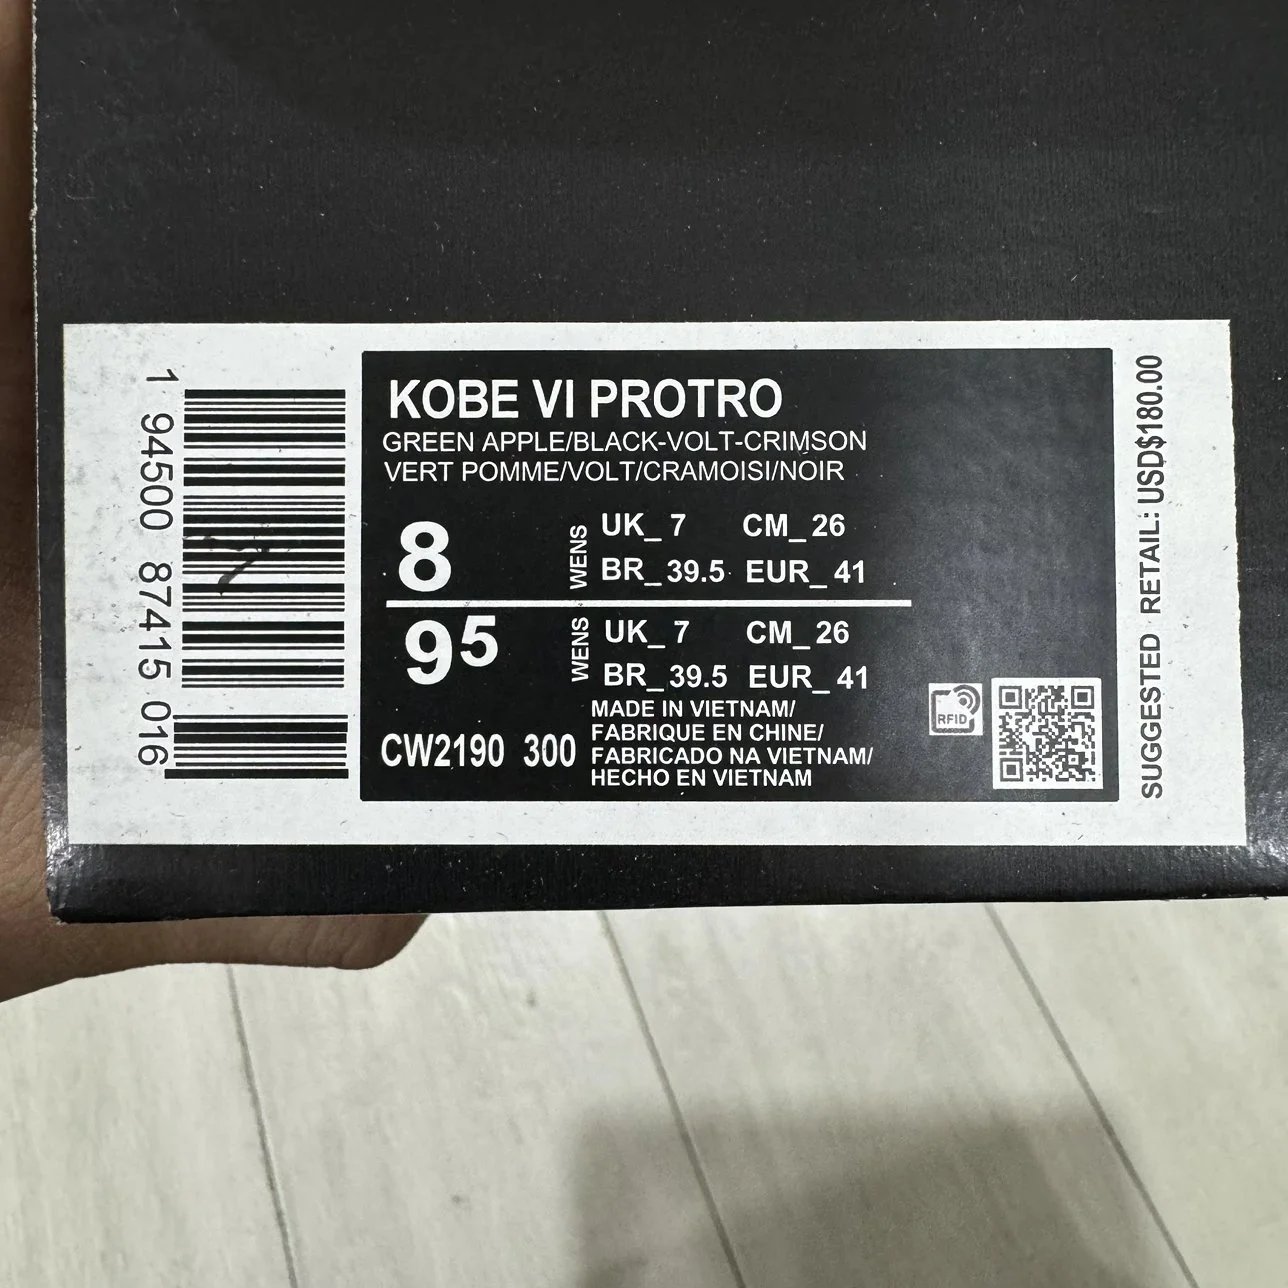 1 94500 87415 016
KOBE VI PROTRO
GREEN APPLE/BLACK-VOLT-CRIMSON
VERT POMME/VOLT/CRAMOISI/NOIR
8
WENS
UK_ 7 CM_ 26
BR_ 39.5 EUR_ 41
9 5
WENS
UK_ 7 CM_ 26
BR_ 39.5 EUR_ 41
CW2190 300
MADE IN VIETNAM/
FABRIQUE EN CHINE/
FABRICADO NA VIETNAM/
HECHO EN VIETNAM
RFID
SUGGESTED RETAIL: USD$180.00